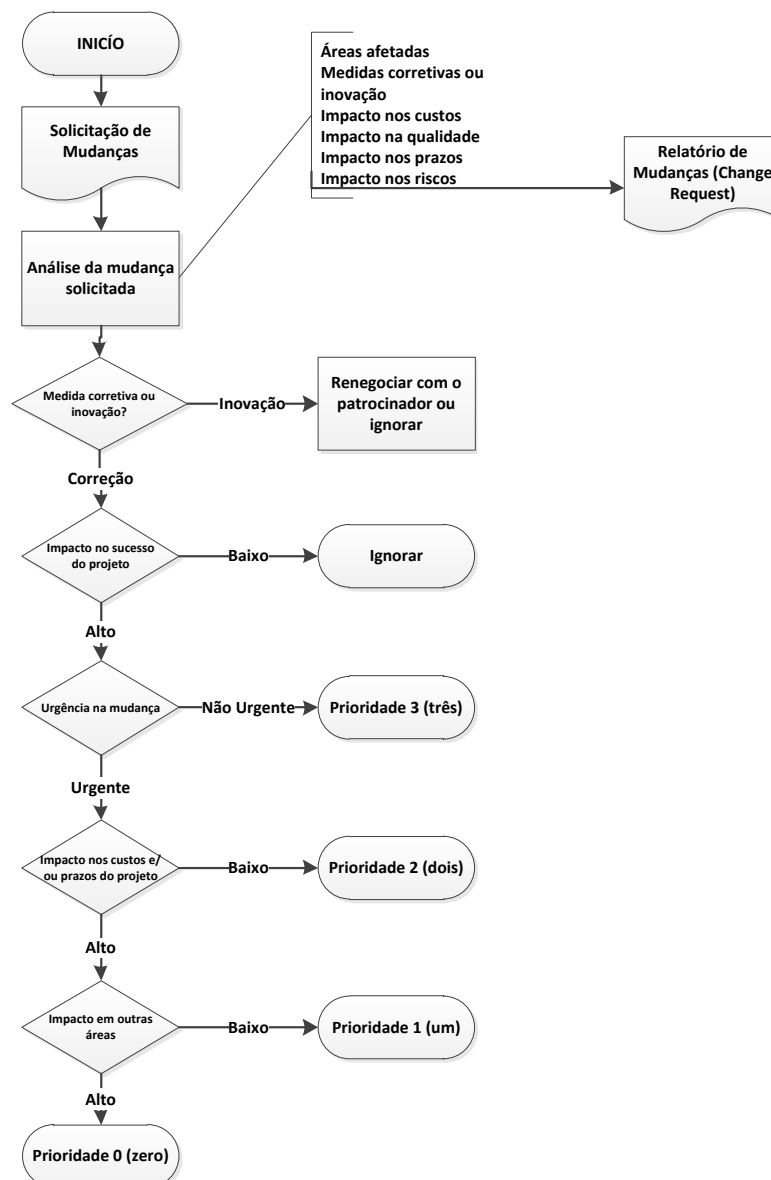 INICÍO
Solicitação de
Mudanças
Análise da mudança
solicitada
Áreas afetadas
Medidas corretivas ou
inovação
Impacto nos custos
Impacto na qualidade
Impacto nos prazos
Impacto nos riscos
Relatório de
Mudanças (Change
Request)
Medida corretiva ou
inovação?
Inovação
Renegociar com o
patrocinador ou
ignorar
Correção
Impacto no sucesso
do projeto
Baixo
Ignorar
Alto
Urgência na mudança
Não Urgente
Prioridade 3 (três)
Urgente
Impacto nos custos e/
ou prazos do projeto
Baixo
Prioridade 2 (dois)
Alto
Impacto em outras
áreas
Baixo
Prioridade 1 (um)
Alto
Prioridade 0 (zero)